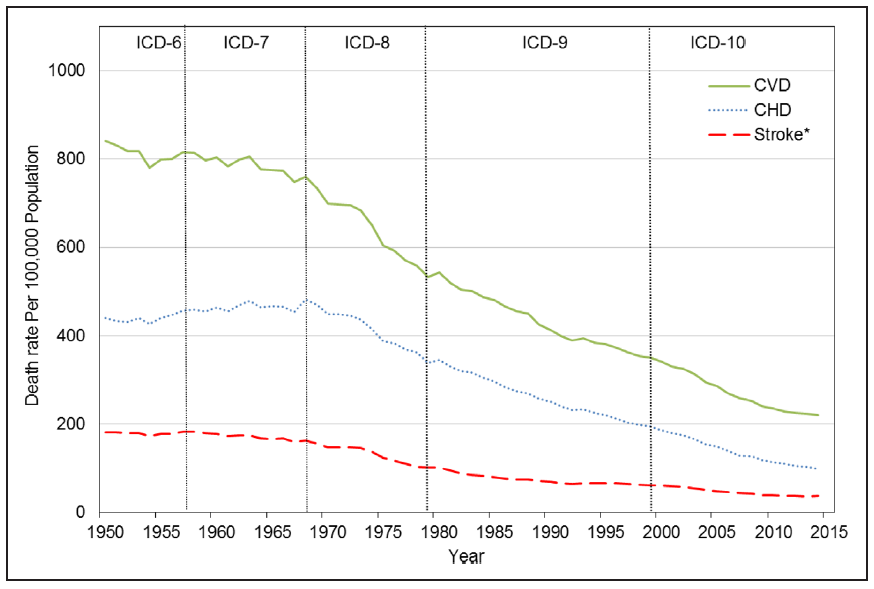 ICD-6 ICD-7 ICD-8 ICD-9 ICD-10
CVD
CHD
Stroke*
1000
800
600
400
200
0
Death rate Per 100,000 Population
1950 1955 1960 1965 1970 1975 1980 1985 1990 1995 2000 2005 2010 2015
Year